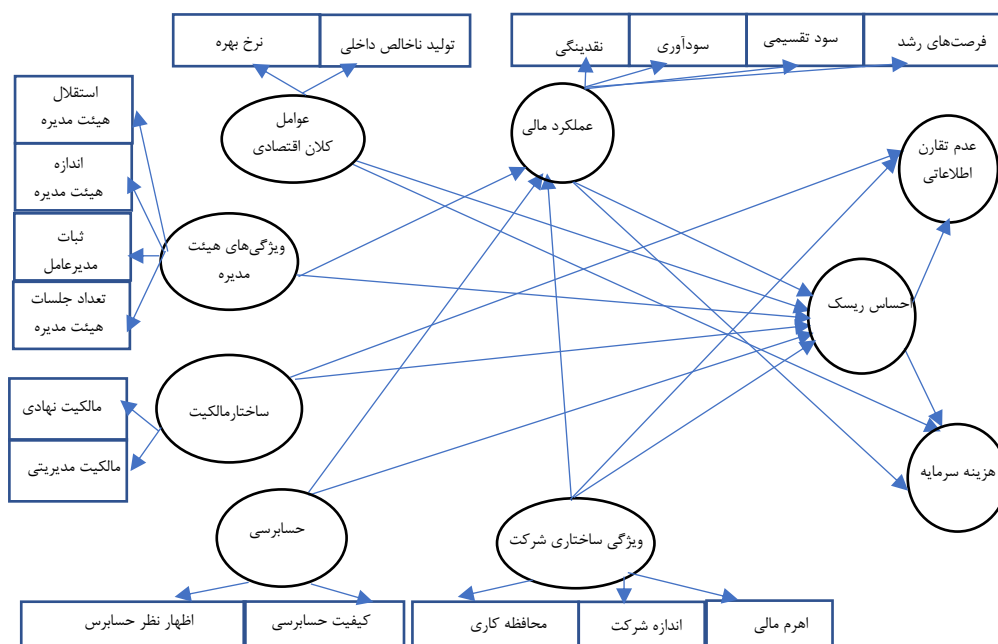 فرصت‌های رشد
سود تقسیمی
سودآوری
نقدینگی
تولید ناخالص داخلی
نرخ بهره
عوامل
کلان اقتصادی
عملکرد مالی
عدم تقارن
اطلاعاتی
استقلال
هیئت مدیره
اندازه
هیئت مدیره
ثبات
مدیرعامل
تعداد جلسات
هیئت مدیره
ویژگی‌های هیئت
مدیره
احساس ریسک
ساختارمالکیت
مالکیت نهادی
مالکیت مدیریتی
هزینه سرمایه
حسابرسی
ویژگی ساختاری شرکت
اهرم مالی
اندازه شرکت
محافظه کاری
کیفیت حسابرسی
اظهار نظر حسابرس